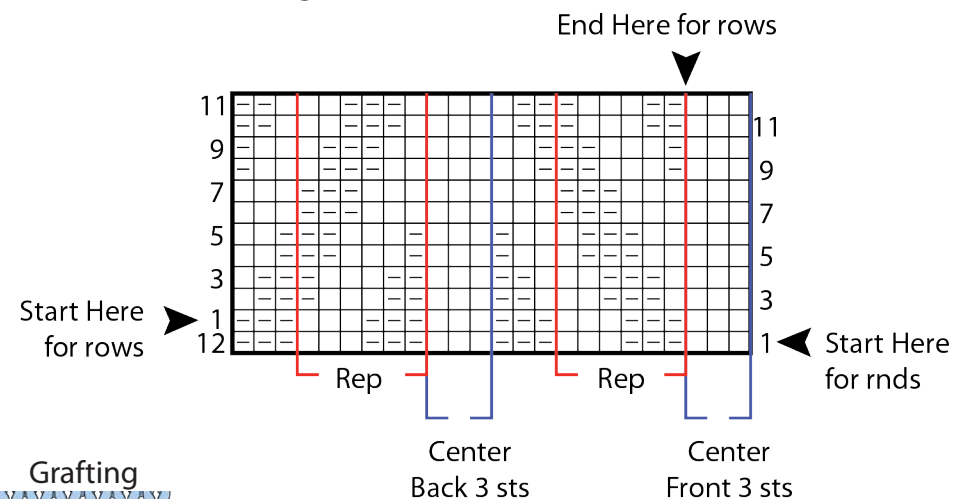 End Here for rows
11
11
9
9
7
7
5
5
3
3
Start Here
for rows
1
12
1
Start Here
for rnds
Rep
Rep
Center
Back 3 sts
Center
Front 3 sts
Grafting